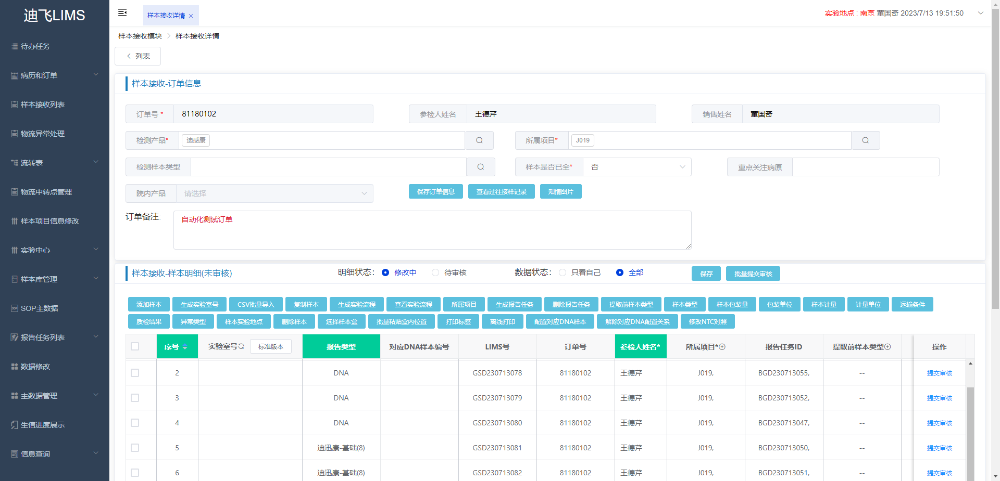 迪飞LIMS
待办任务
病历和订单
样本接收列表
物流异常处理
流转表
物流中转点管理
样本项目信息修改
实验中心
样本库管理
SOP主数据
报告任务列表
数据修改
主数据管理
生信进度展示
信息查询
样本接收详情 ×
实验地点 : 南京 董国奇 2023/7/13 19:51:50
样本接收模块 > 样本接收详情
< 列表
样本接收-订单信息
订单号 * 81180102 参检人姓名 王德芹 销售姓名 董国奇
检测产品* 迪感康 所属项目* J019
检测样本类型 样本是否已全* 否 重点关注病原
院内产品 请选择 保存订单信息 查看过往接样记录 知情图片
订单备注: 自动化测试订单
样本接收-样本明细(未审核) 明细状态: 修改中 待审核 数据状态: 只看自己 全部 保存 批量提交审核
添加样本 生成实验室号 CSV批量导入 复制样本 生成实验流程 查看实验流程 所属项目 生成报告任务 删除报告任务 提取前样本类型 样本类型 样本包装量 包装单位 样本计量 计量单位 运输条件
质检结果 异常类型 样本实验地点 删除样本 选择样本盒 批量粘贴盒内位置 打印标签 离线打印 配置对应DNA样本 解除对应DNA配置关系 修改NTC对照
序号 实验室号 标准版本 报告类型 对应DNA样本编号 LIMS号 订单号 参检人姓名* 所属项目* 报告任务ID 提取前样本类型 操作
2 DNA GSD230713078 81180102 王德芹 J019, BGD230713055, -- 提交审核
3 DNA GSD230713079 81180102 王德芹 J019, BGD230713052, -- 提交审核
4 DNA GSD230713080 81180102 王德芹 J019, BGD230713047, -- 提交审核
5 迪迅康-基础(8) GSD230713081 81180102 王德芹 J019, BGD230713050, -- 提交审核
6 迪迅康-基础(8) GSD230713082 81180102 王德芹 J019, BGD230713051, -- 提交审核